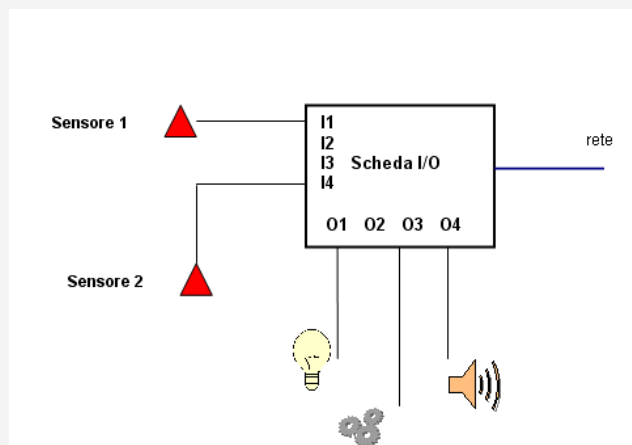 Sensore 1
I1
I2
I3
Scheda I/O
I4
rete
O1 O2 O3 O4
Sensore 2